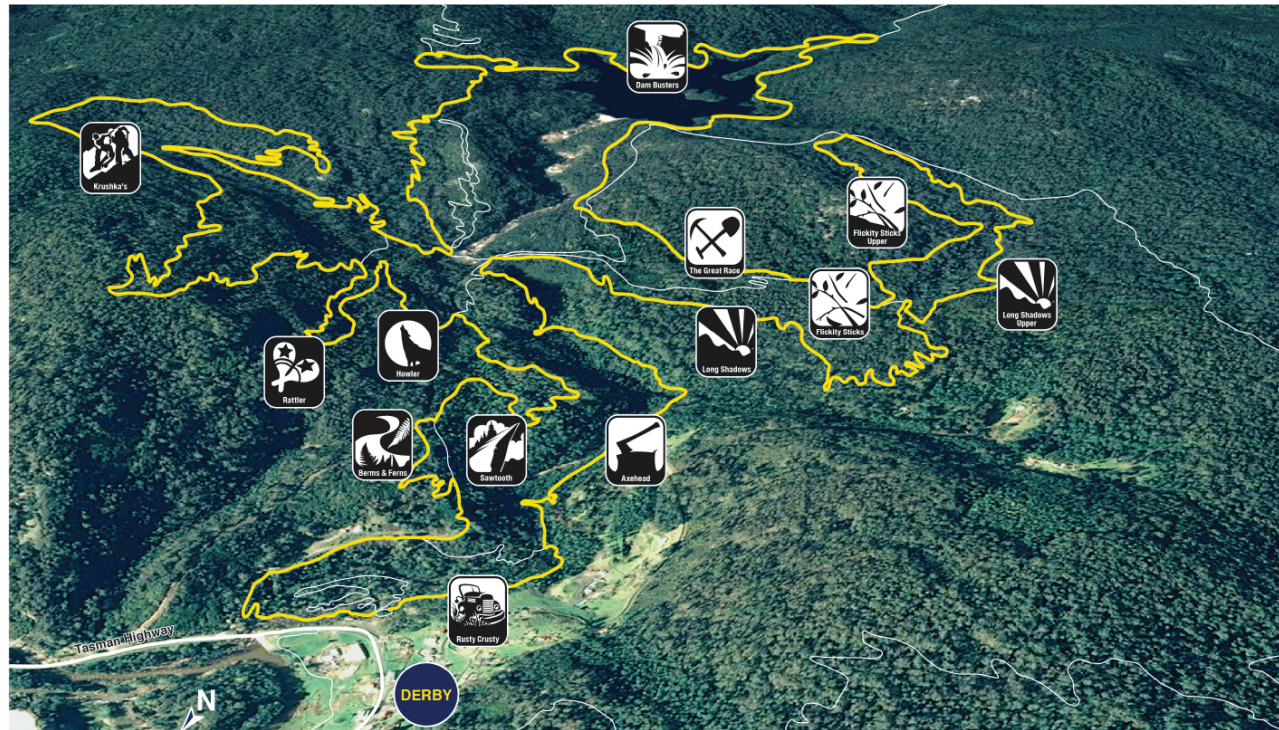 Dam Busters
Krushka's
Flickity Sticks
Upper
The Great Race
Long Shadows
Upper
Flickity Sticks
Long Shadows
Howler
Rattler
Berms & Ferns
Sawtooth
Axehead
Rusty Crusty
Tasman Highway
DERBY
N